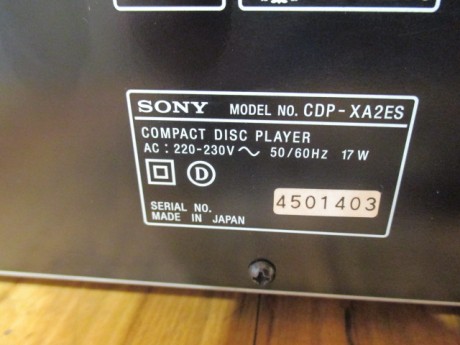 SONY MODEL NO. CDP-XA2ES
COMPACT DISC PLAYER
AC : 220-230V～ 50/60Hz 17W
D
SERIAL NO. 4501403
MADE IN JAPAN